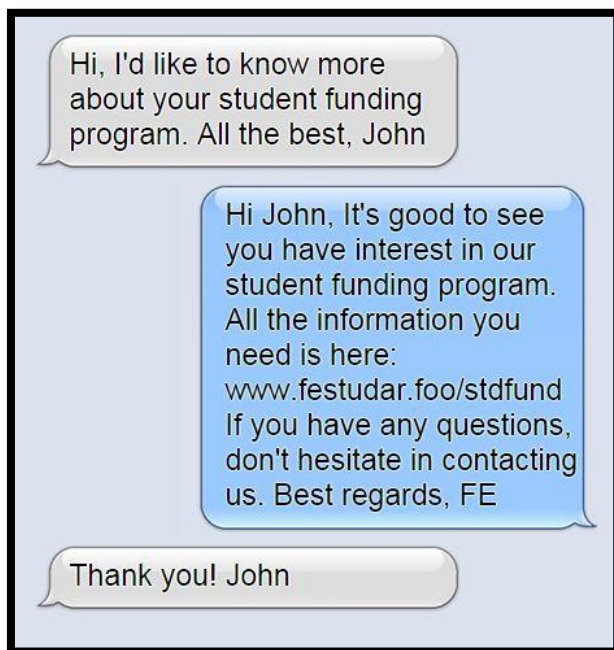 Hi, I'd like to know more
about your student funding
program. All the best, John
Hi John, It's good to see
you have interest in our
student funding program.
All the information you
need is here:
www.festudar.foo/stdfund
If you have any questions,
don't hesitate in contacting
us. Best regards, FE
Thank you! John